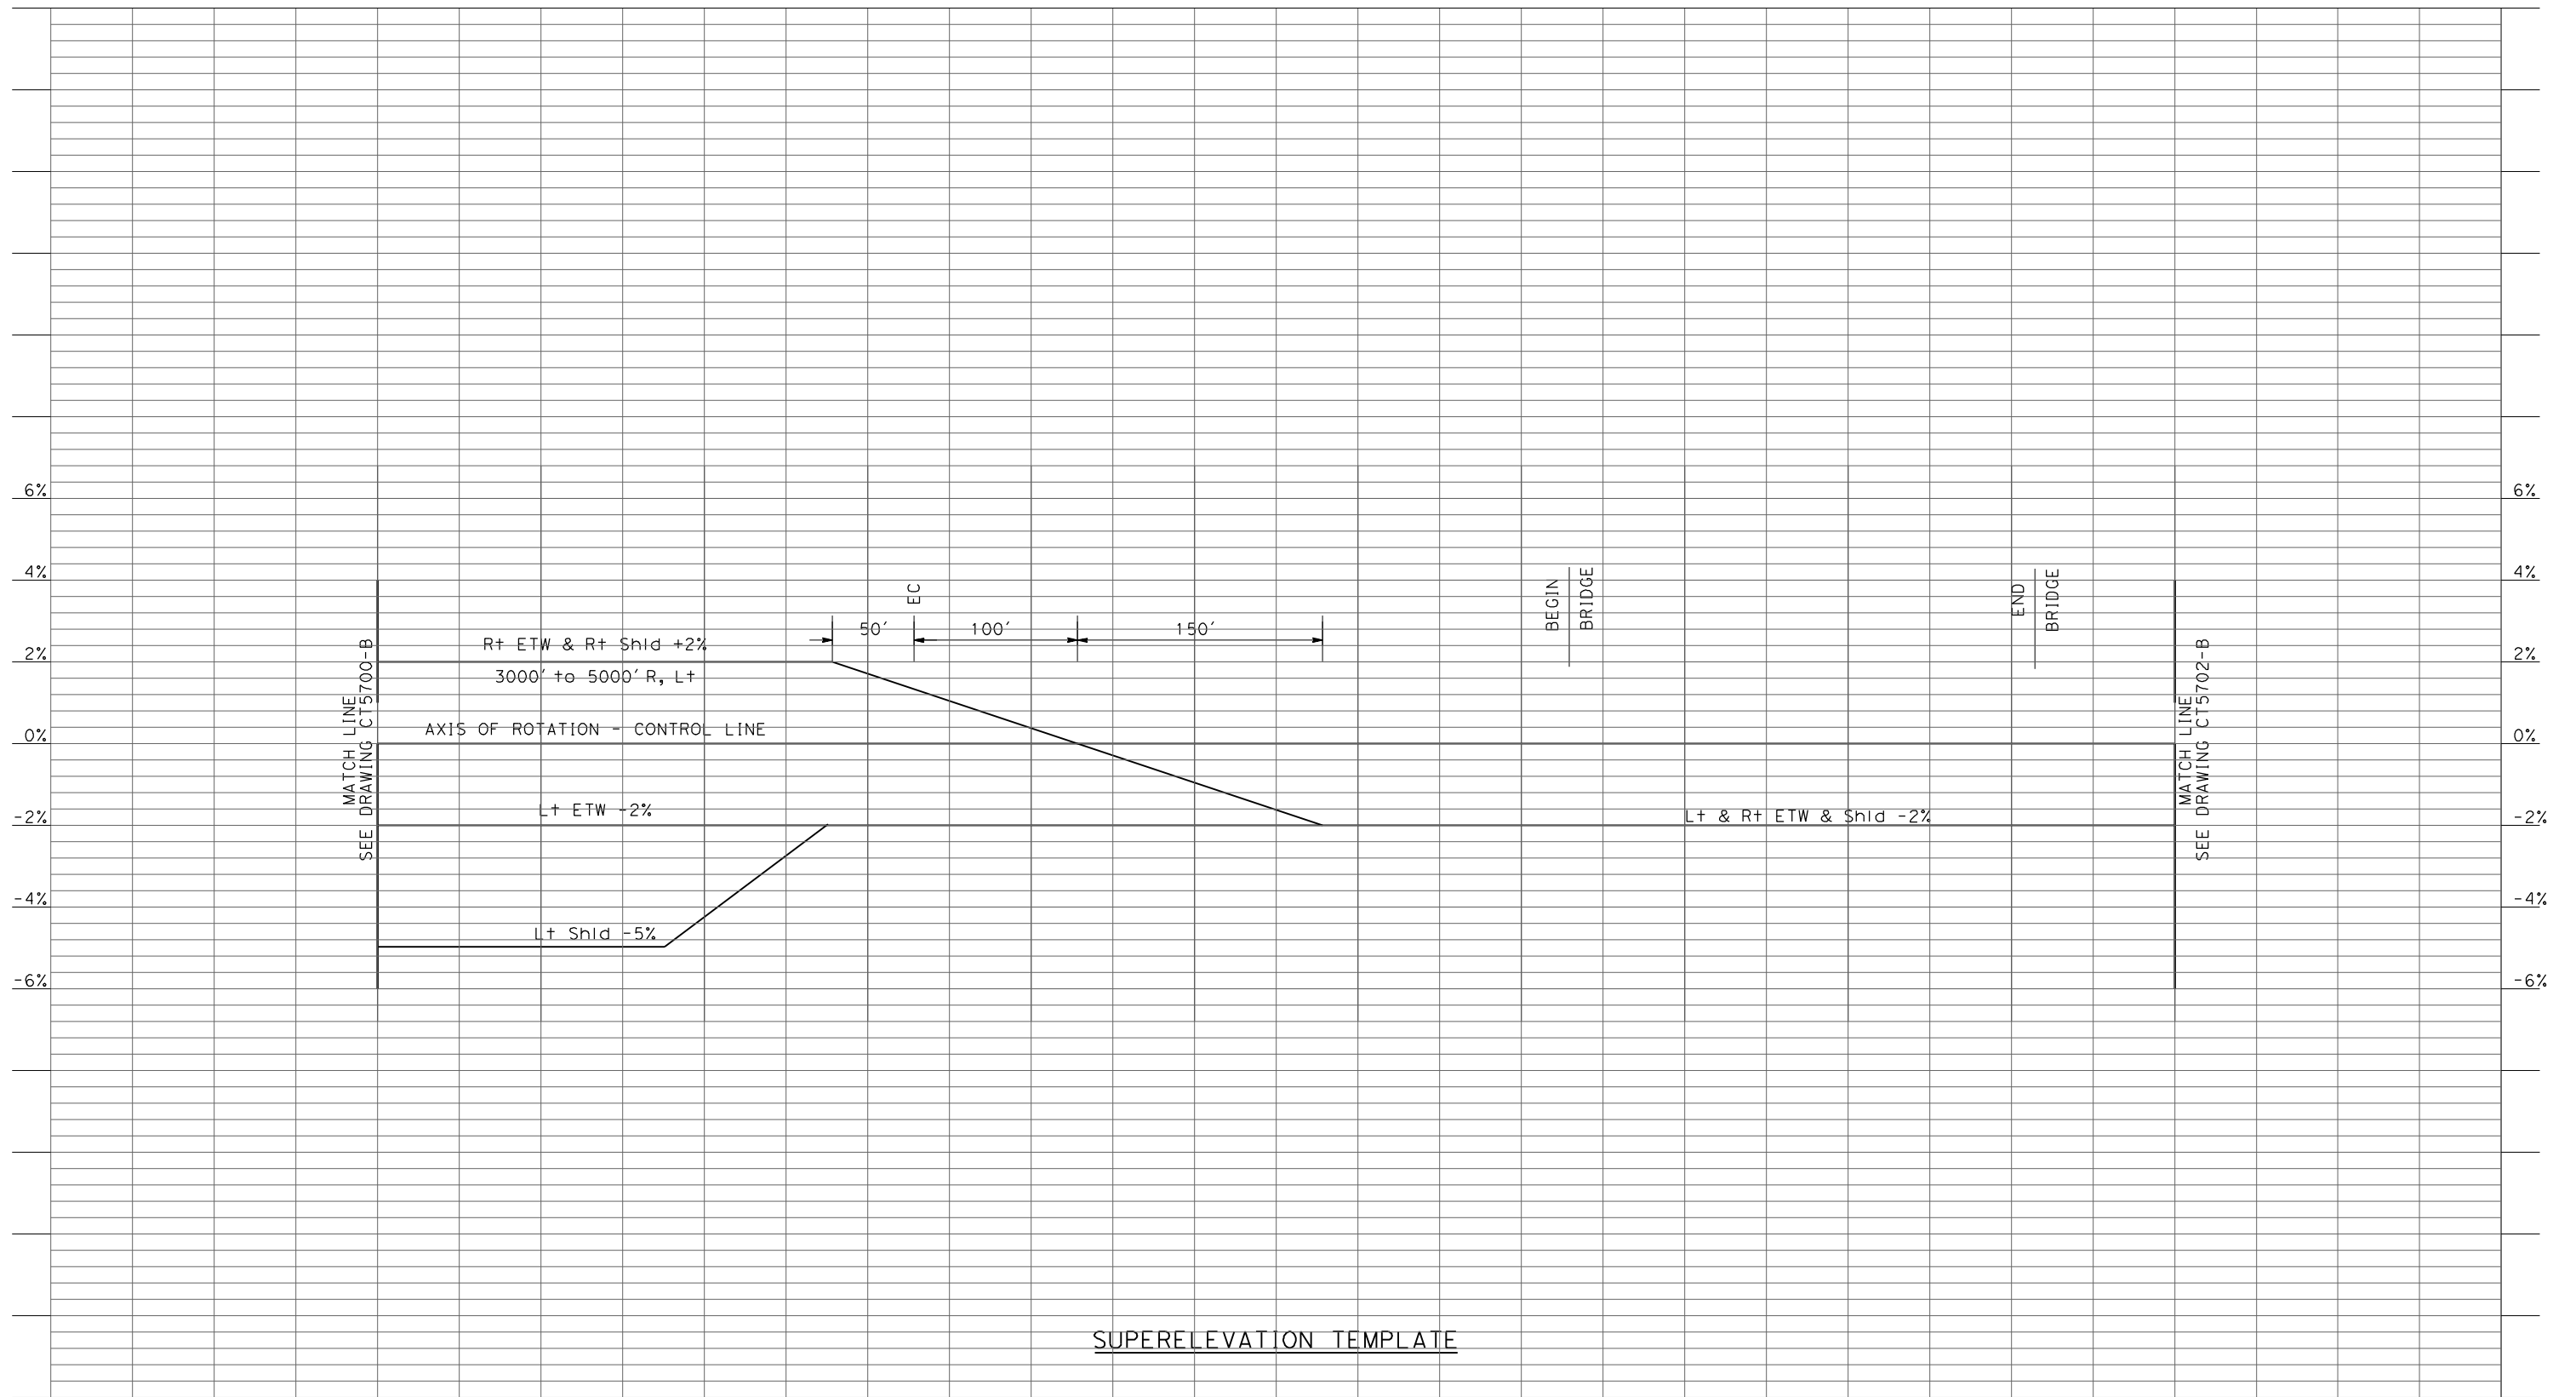 6%
6%
4%
4%
EC
BEGIN
BRIDGE
END
BRIDGE
50'
100'
150'
Rt ETW & Rt Shld +2%
2%
2%
3000' to 5000' R, Lt
MATCH LINE
SEE DRAWING CT5700-B
MATCH LINE
SEE DRAWING CT5702-B
AXIS OF ROTATION - CONTROL LINE
0%
0%
Lt ETW -2%
Lt & Rt ETW & Shld -2%
-2%
-2%
-4%
-4%
Lt Shld -5%
-6%
-6%
SUPERELEVATION TEMPLATE